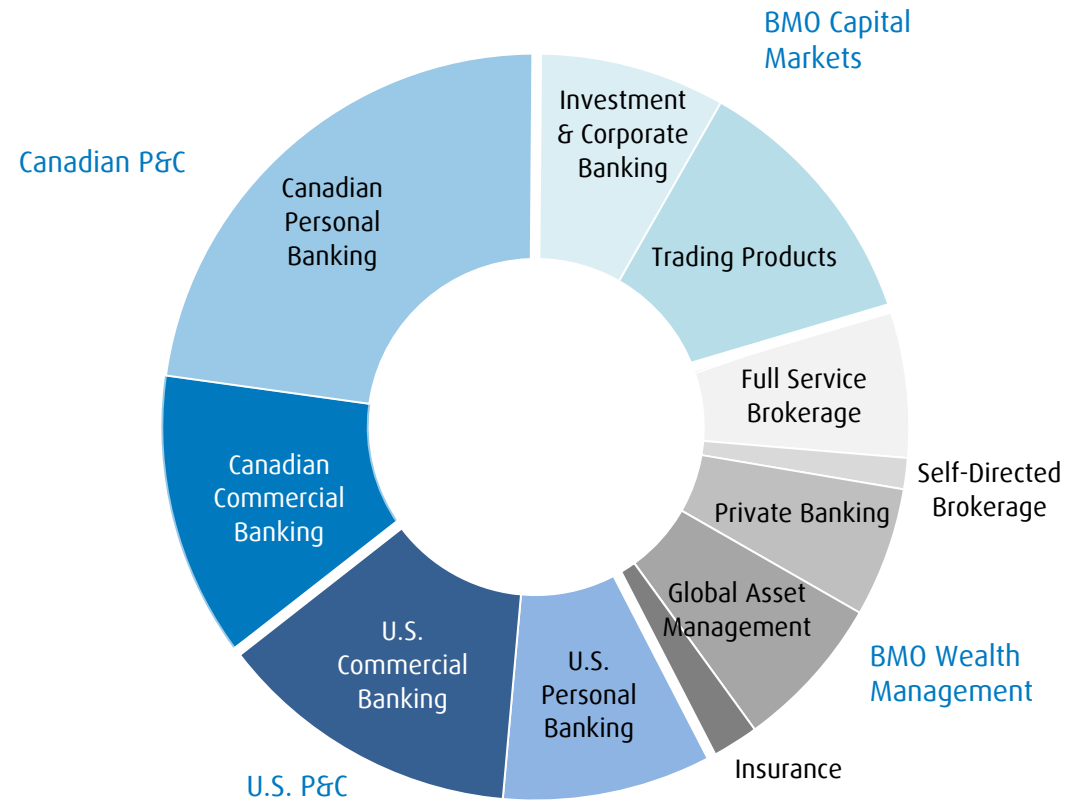 BMO Capital
Markets
Investment
& Corporate
Banking
Canadian P&C
Canadian
Personal
Banking
Trading Products
Full Service
Brokerage
Self-Directed
Brokerage
Canadian
Commercial
Banking
Private Banking
Global Asset
Management
U.S.
Commercial
Banking
U.S.
Personal
Banking
BMO Wealth
Management
Insurance
U.S. P&C